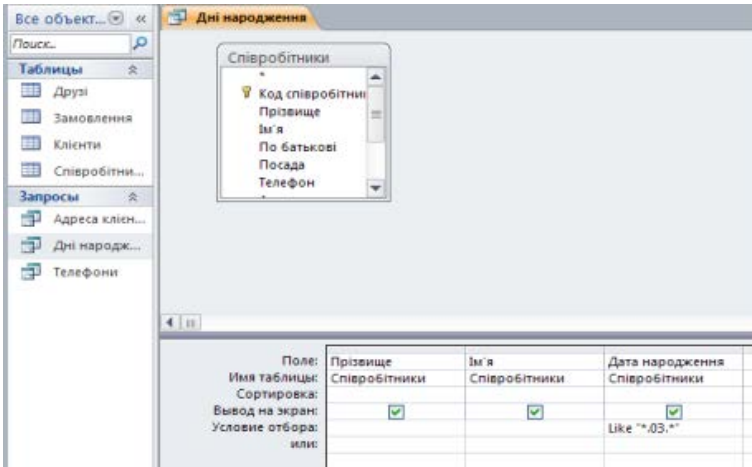 Все объект... «
Дні народження
Поиск...
Таблицы
Друзі
Замовлення
Клієнти
Співробітни...
Запросы
Адреса клієн...
Дні народж...
Телефони
Співробітники
*
Код співробітни
Прізвище
Ім'я
По батькові
Посада
Телефон
Поле: Прізвище Ім'я Дата народження
Имя таблицы: Співробітники Співробітники Співробітники
Сортировка:
Вывод на экран:
Условие отбора: Like "*.03.*"
или: